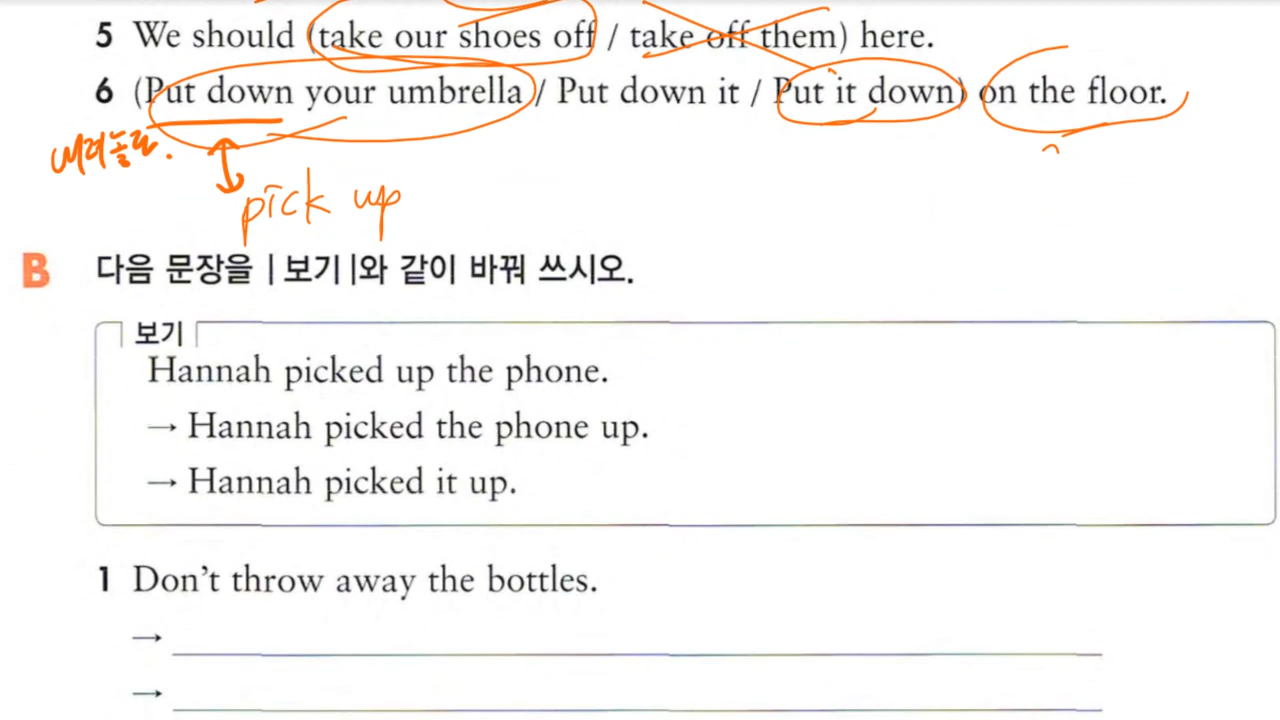 5 We should (take our shoes off / take off them) here.
6 (Put down your umbrella / Put down it / Put it down) on the floor.
내려놓다.
pick up
B 다음 문장을 | 보기 |와 같이 바꿔 쓰시오.
| 보기 |
Hannah picked up the phone.
→ Hannah picked the phone up.
→ Hannah picked it up.
1 Don't throw away the bottles.
→
→